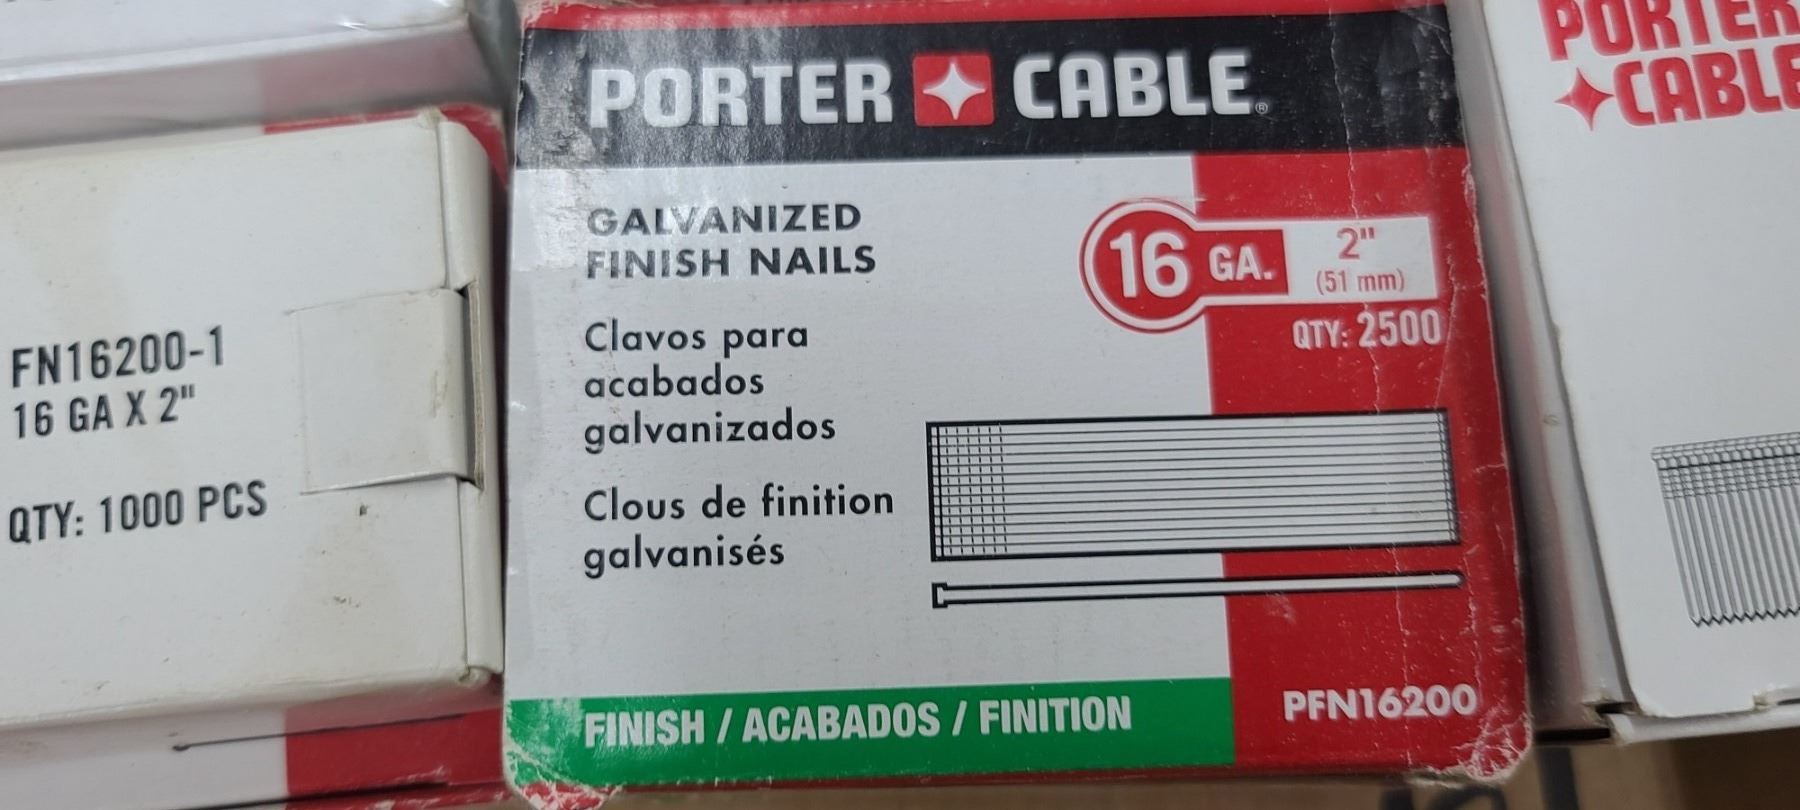 FN16200-1
16 GA X 2"
QTY: 1000 PCS
PORTER CABLE®
GALVANIZED
FINISH NAILS
16 GA. 2"
(51 mm)
QTY: 2500
Clavos para
acabados
galvanizados
Clous de finition
galvanisés
FINISH / ACABADOS / FINITION
PFN16200
PORTER
CABLE